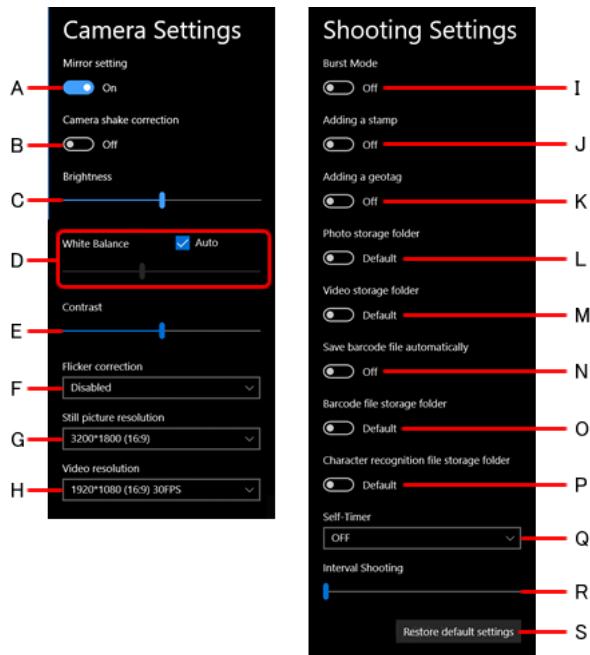 Camera Settings
Mirror setting
A
On
Camera shake correction
B
Off
Brightness
C
White Balance
Auto
D
Contrast
E
Flicker correction
F
Disabled
Still picture resolution
G
3200*1800 (16:9)
Video resolution
H
1920*1080 (16:9) 30FPS
Shooting Settings
Burst Mode
Off
I
Adding a stamp
Off
J
Adding a geotag
Off
K
Photo storage folder
Default
L
Video storage folder
Default
M
Save barcode file automatically
Off
N
Barcode file storage folder
Default
O
Character recognition file storage folder
Default
P
Self-Timer
OFF
Q
Interval Shooting
R
Restore default settings
S